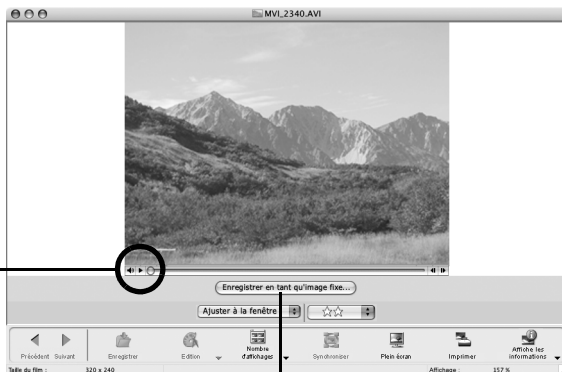 MVI_2340.AVI
Enregistrer en tant qu'image fixe...
Ajuster à la fenêtre ☆☆
Précédent Suivant Enregistrer Edition Nombre d'affichages Synchroniser Plein écran Imprimer Affiche les informations
Taille du film : 320 x 240 Affichage : 157 %